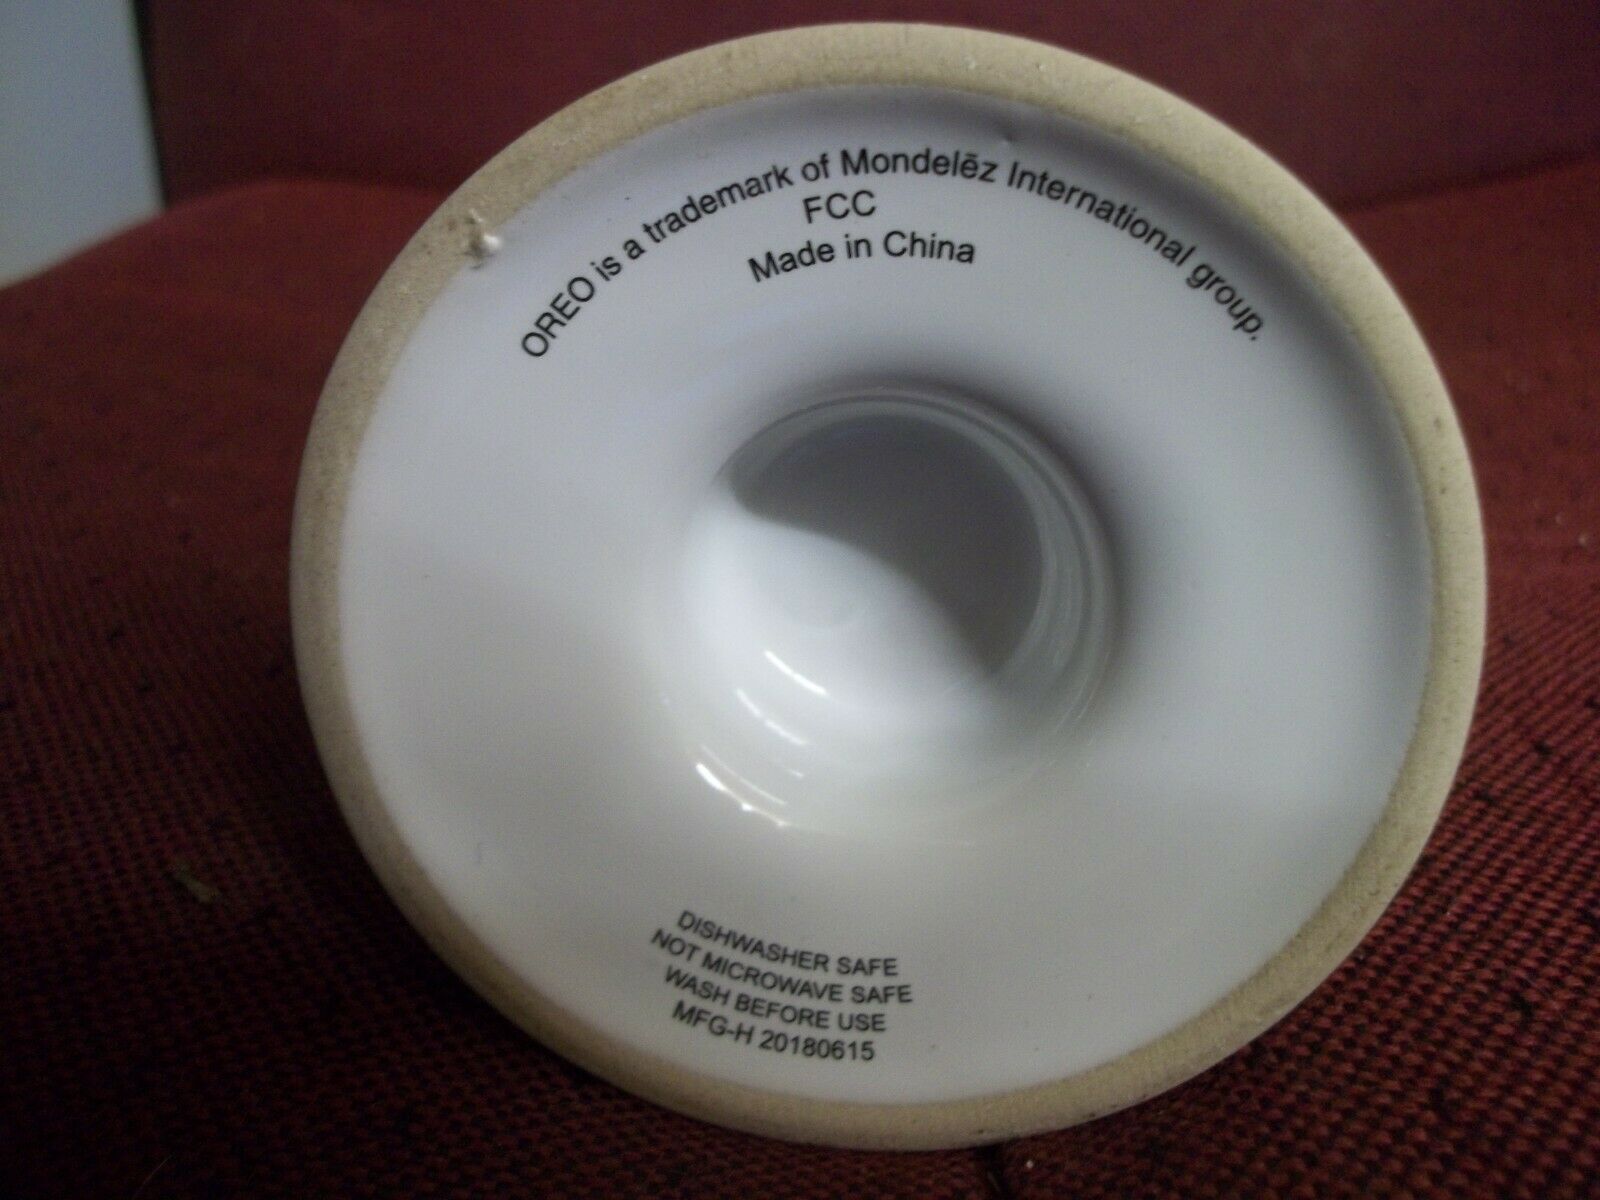 OREO is a trademark of Mondelēz International group.
FCC
Made in China
DISHWASHER SAFE
NOT MICROWAVE SAFE
WASH BEFORE USE
MFG-H 20180615